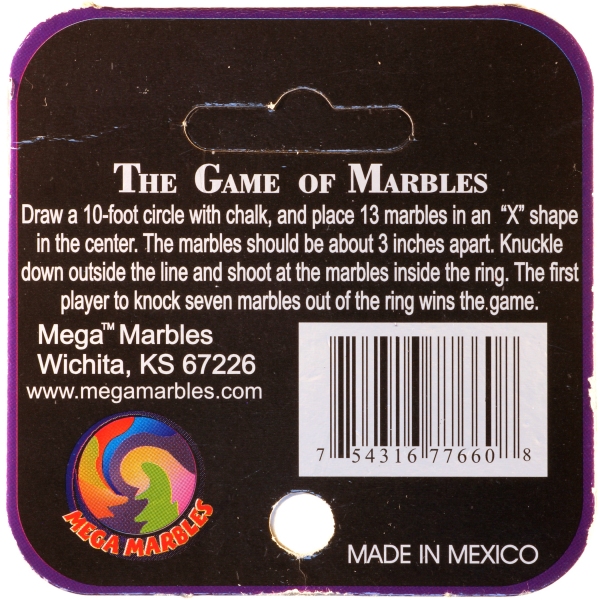 THE GAME OF MARBLES
Draw a 10-foot circle with chalk, and place 13 marbles in an "X" shape
in the center. The marbles should be about 3 inches apart. Knuckle
down outside the line and shoot at the marbles inside the ring. The first
player to knock seven marbles out of the ring wins the game.
Mega™ Marbles
Wichita, KS 67226
www.megamarbles.com
7 54316 77660 8
MEGA MARBLES
MADE IN MEXICO